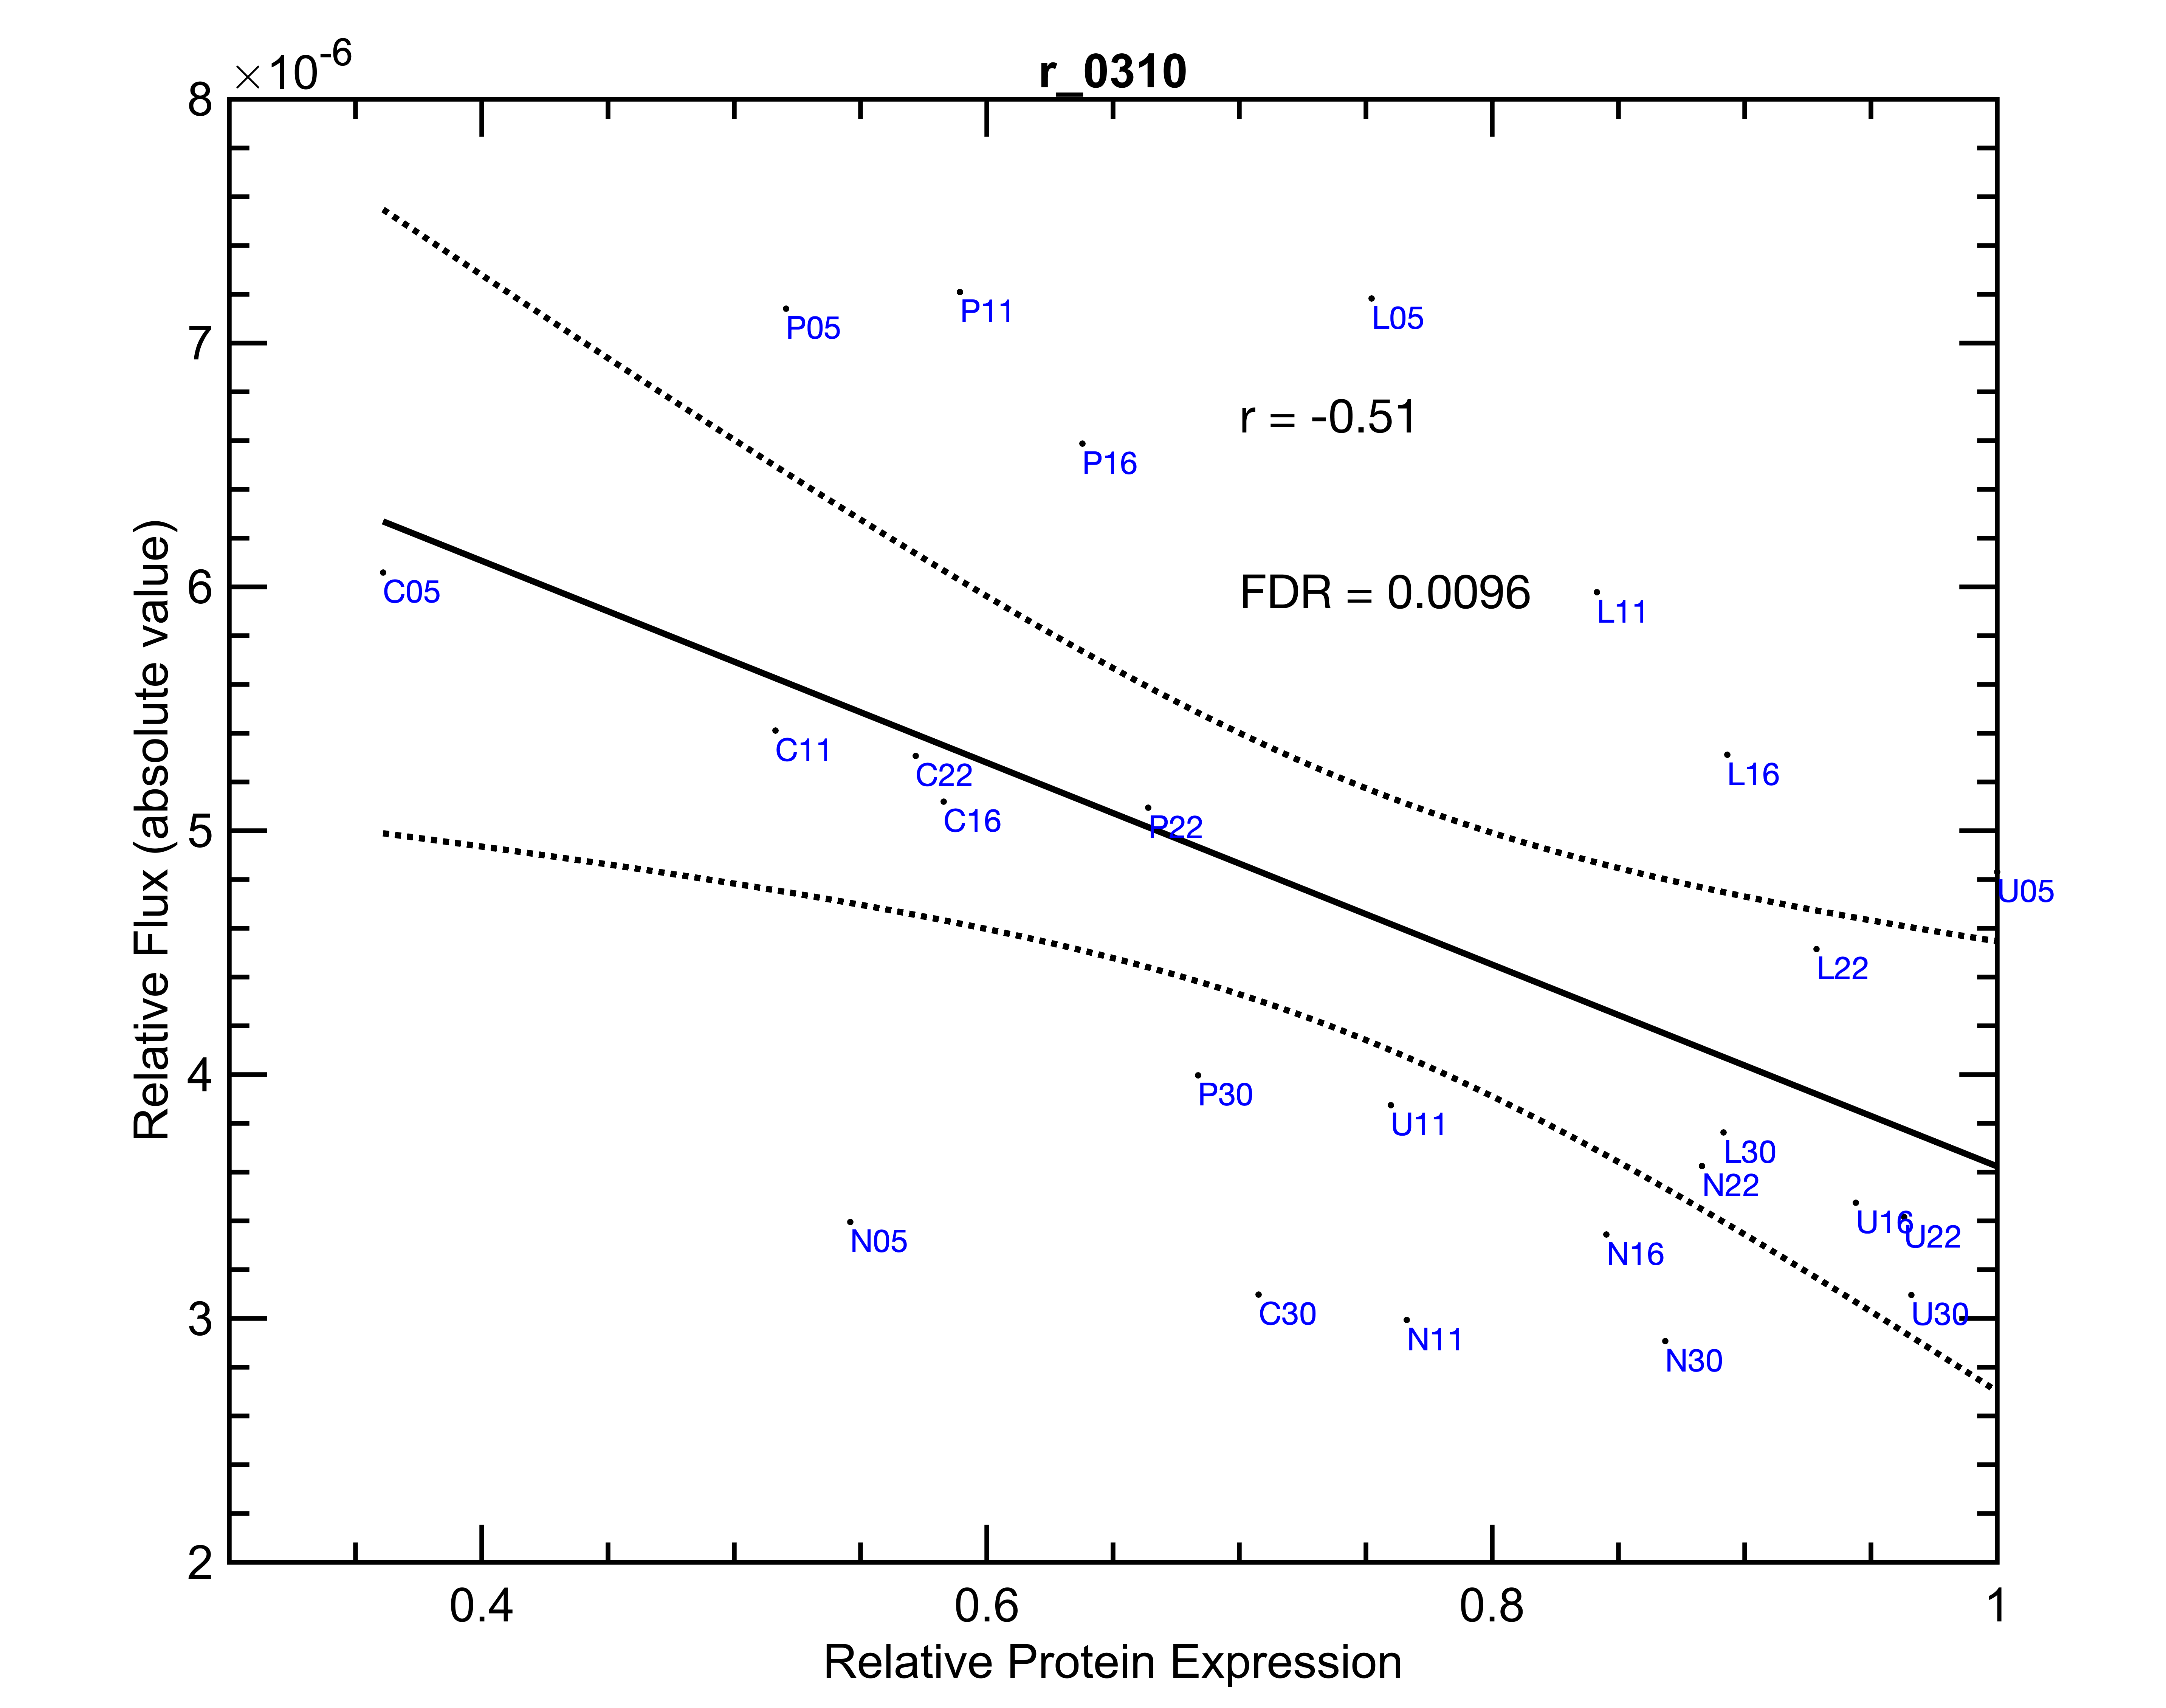 ×10-6
r_0310
8
7
6
5
4
3
2
Relative Flux (absolute value)
P05
P11
L05
r = -0.51
P16
C05
FDR = 0.0096
L11
C11
C22
L16
C16
P22
U05
L22
P30
U11
L30
N22
U16
U22
N05
N16
C30
U30
N11
N30
0.4
0.6
0.8
1
Relative Protein Expression